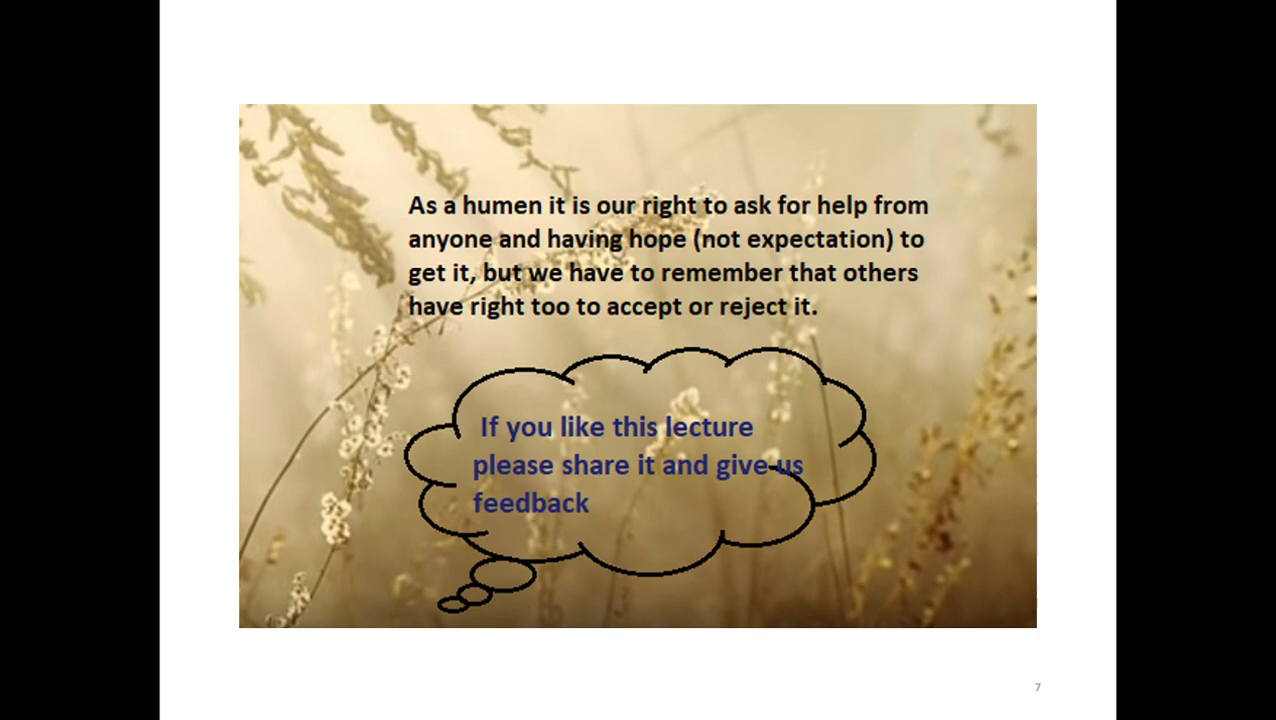 As a humen it is our right to ask for help from
anyone and having hope (not expectation) to
get it, but we have to remember that others
have right too to accept or reject it.
If you like this lecture
please share it and give us
feedback
7